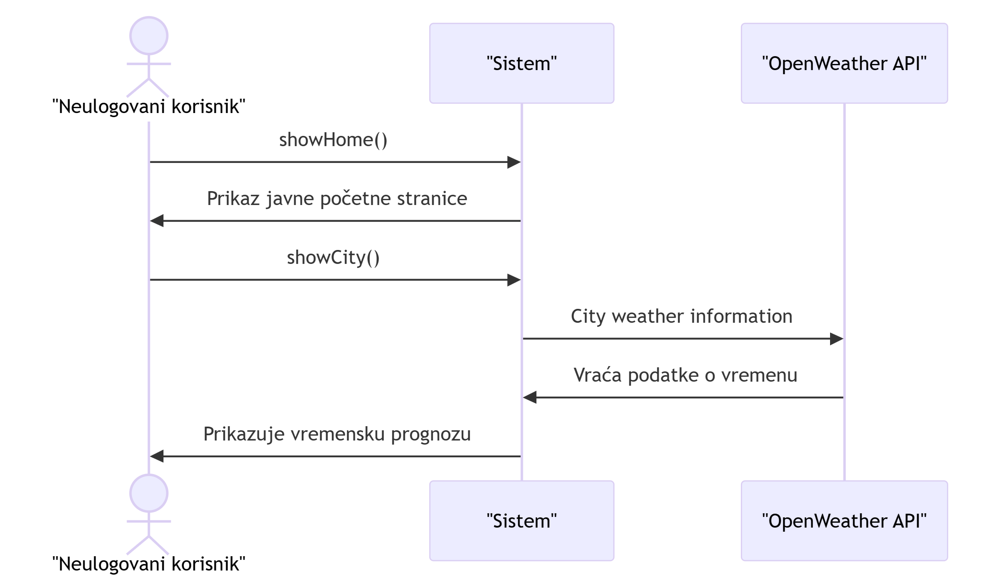 "Neulogovani korisnik"
"Sistem"
"OpenWeather API"
showHome()
Prikaz javne početne stranice
showCity()
City weather information
Vraća podatke o vremenu
Prikazuje vremensku prognozu
"Neulogovani korisnik"
"Sistem"
"OpenWeather API"